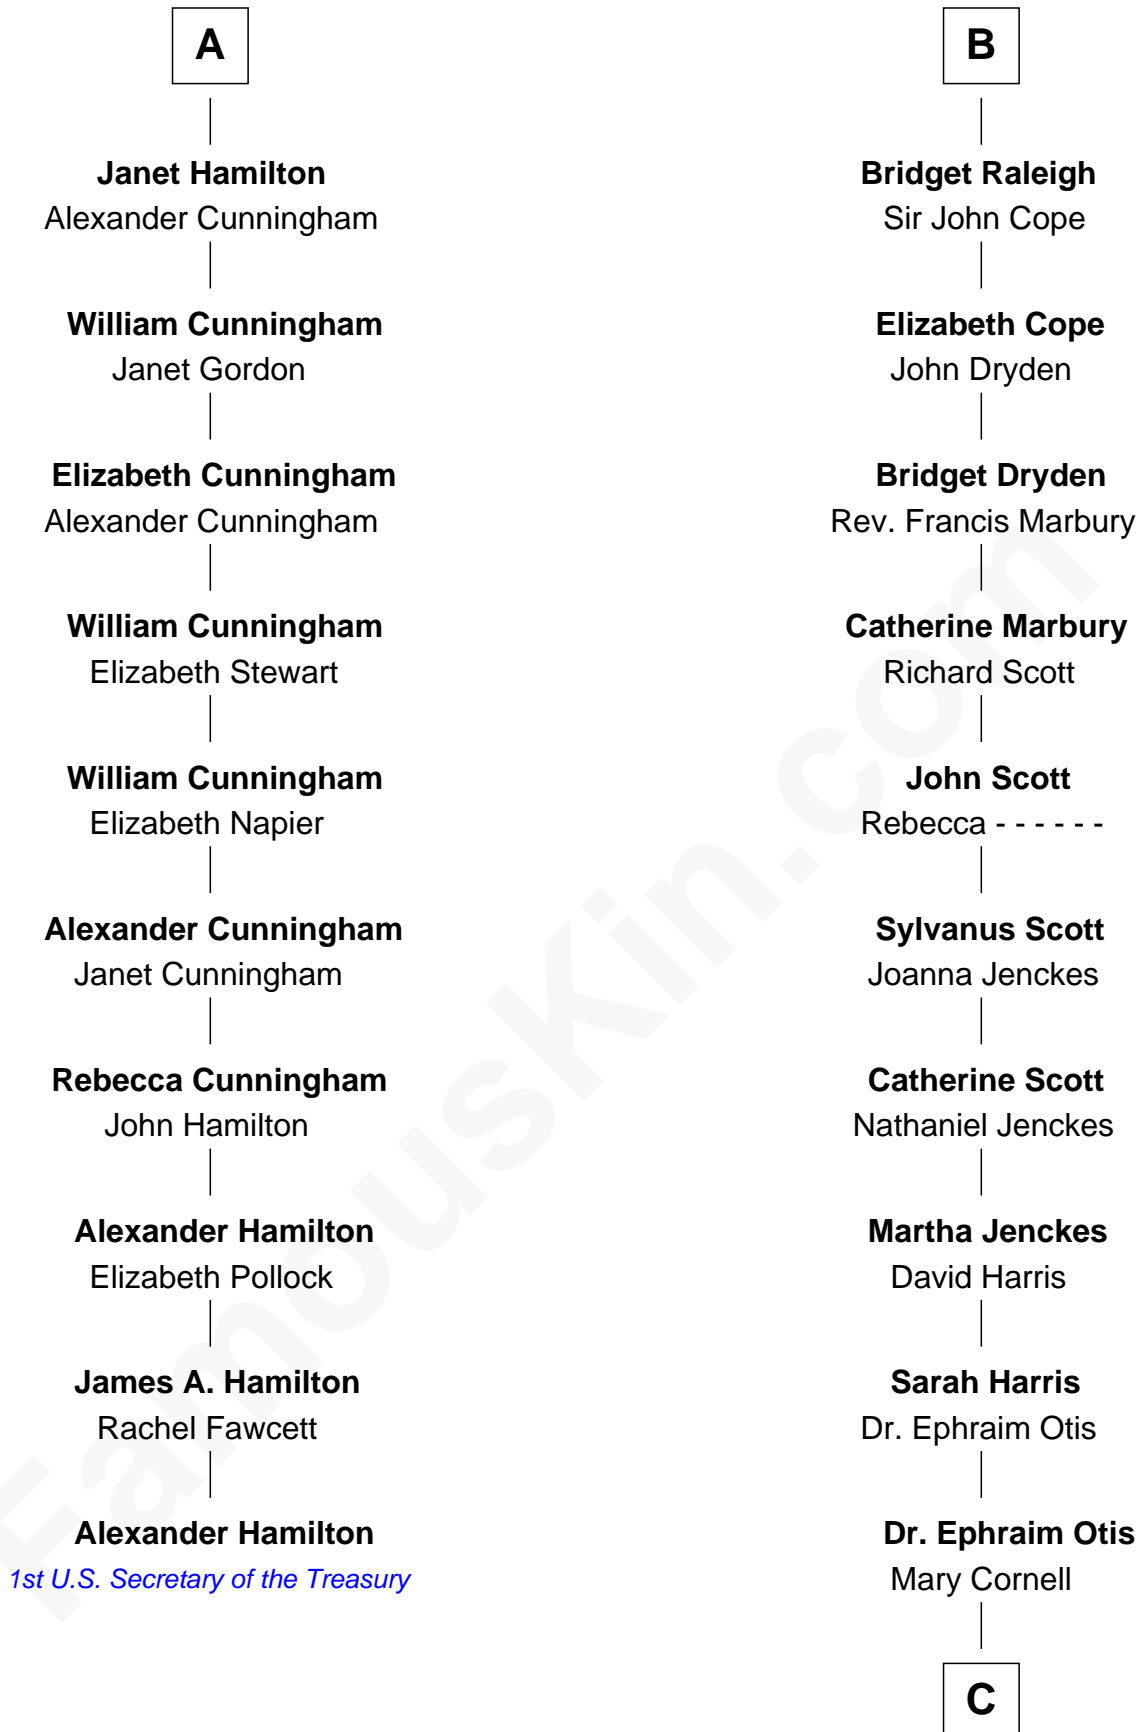 A
Janet Hamilton
Alexander Cunningham
William Cunningham
Janet Gordon
Elizabeth Cunningham
Alexander Cunningham
William Cunningham
Elizabeth Stewart
William Cunningham
Elizabeth Napier
Alexander Cunningham
Janet Cunningham
Rebecca Cunningham
John Hamilton
Alexander Hamilton
Elizabeth Pollock
James A. Hamilton
Rachel Fawcett
Alexander Hamilton
1st U.S. Secretary of the Treasury
B
Bridget Raleigh
Sir John Cope
Elizabeth Cope
John Dryden
Bridget Dryden
Rev. Francis Marbury
Catherine Marbury
Richard Scott
John Scott
Rebecca - - - - - -
Sylvanus Scott
Joanna Jenckes
Catherine Scott
Nathaniel Jenckes
Martha Jenckes
David Harris
Sarah Harris
Dr. Ephraim Otis
Dr. Ephraim Otis
Mary Cornell
C
FamousKin.com